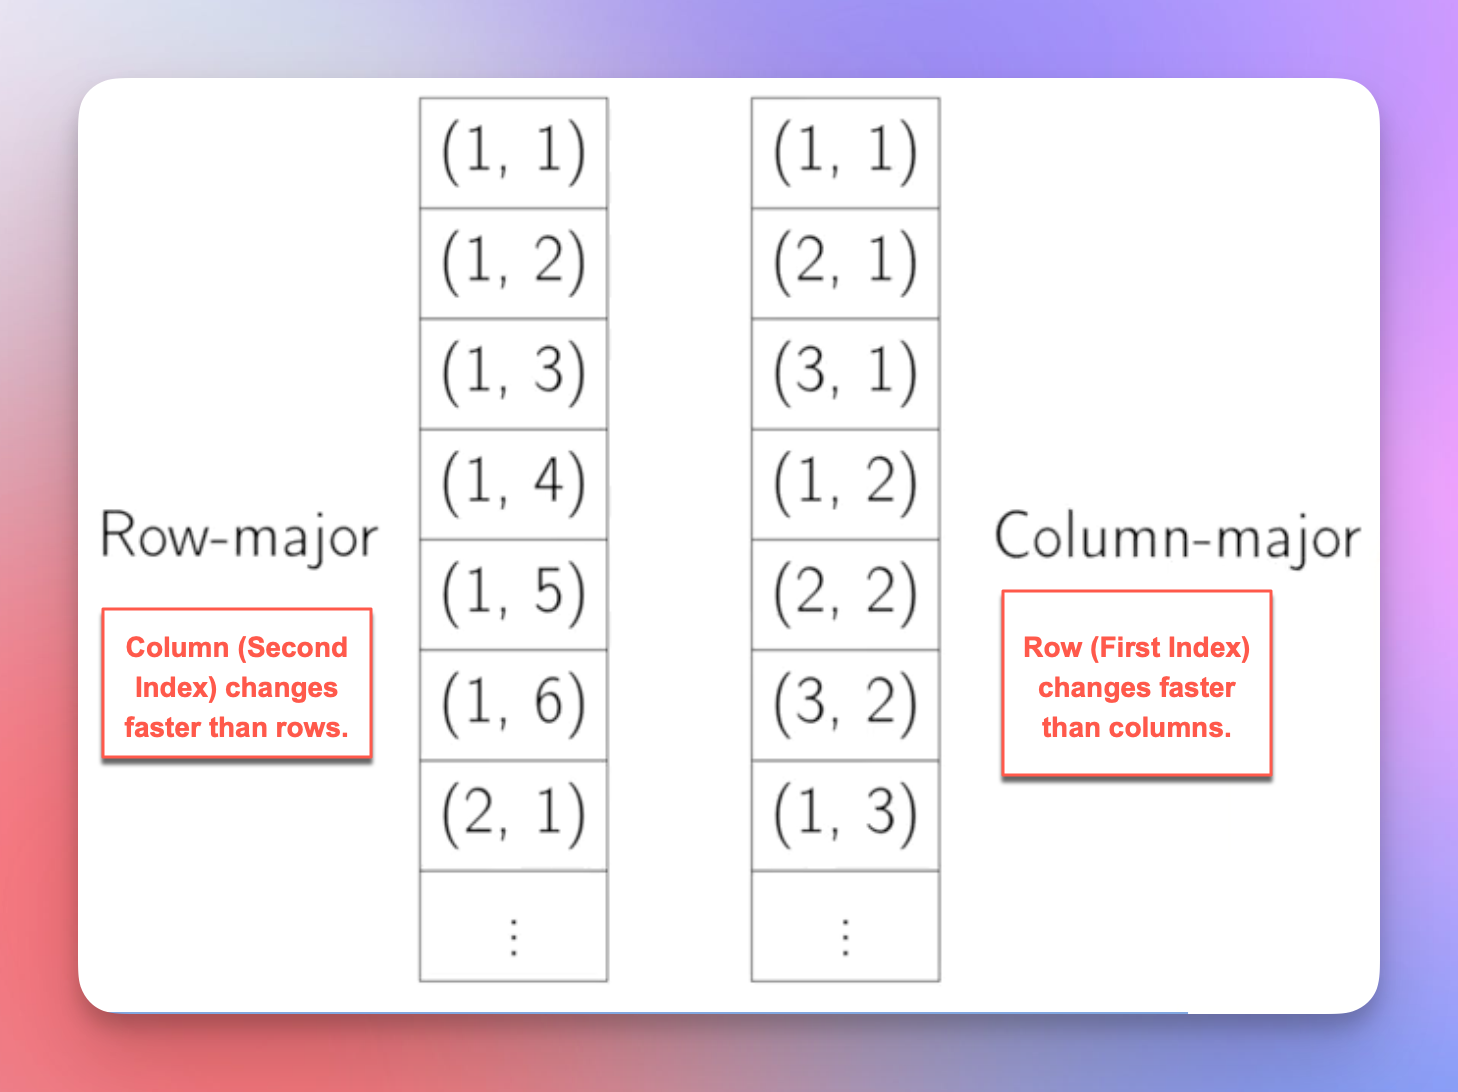 Row-major
Column (Second
Index) changes
faster than rows.
(1, 1)
(1, 2)
(1, 3)
(1, 4)
(1, 5)
(1, 6)
(2, 1)
⋮
(1, 1)
(2, 1)
(3, 1)
(1, 2)
(2, 2)
(3, 2)
(1, 3)
⋮
Column-major
Row (First Index)
changes faster
than columns.